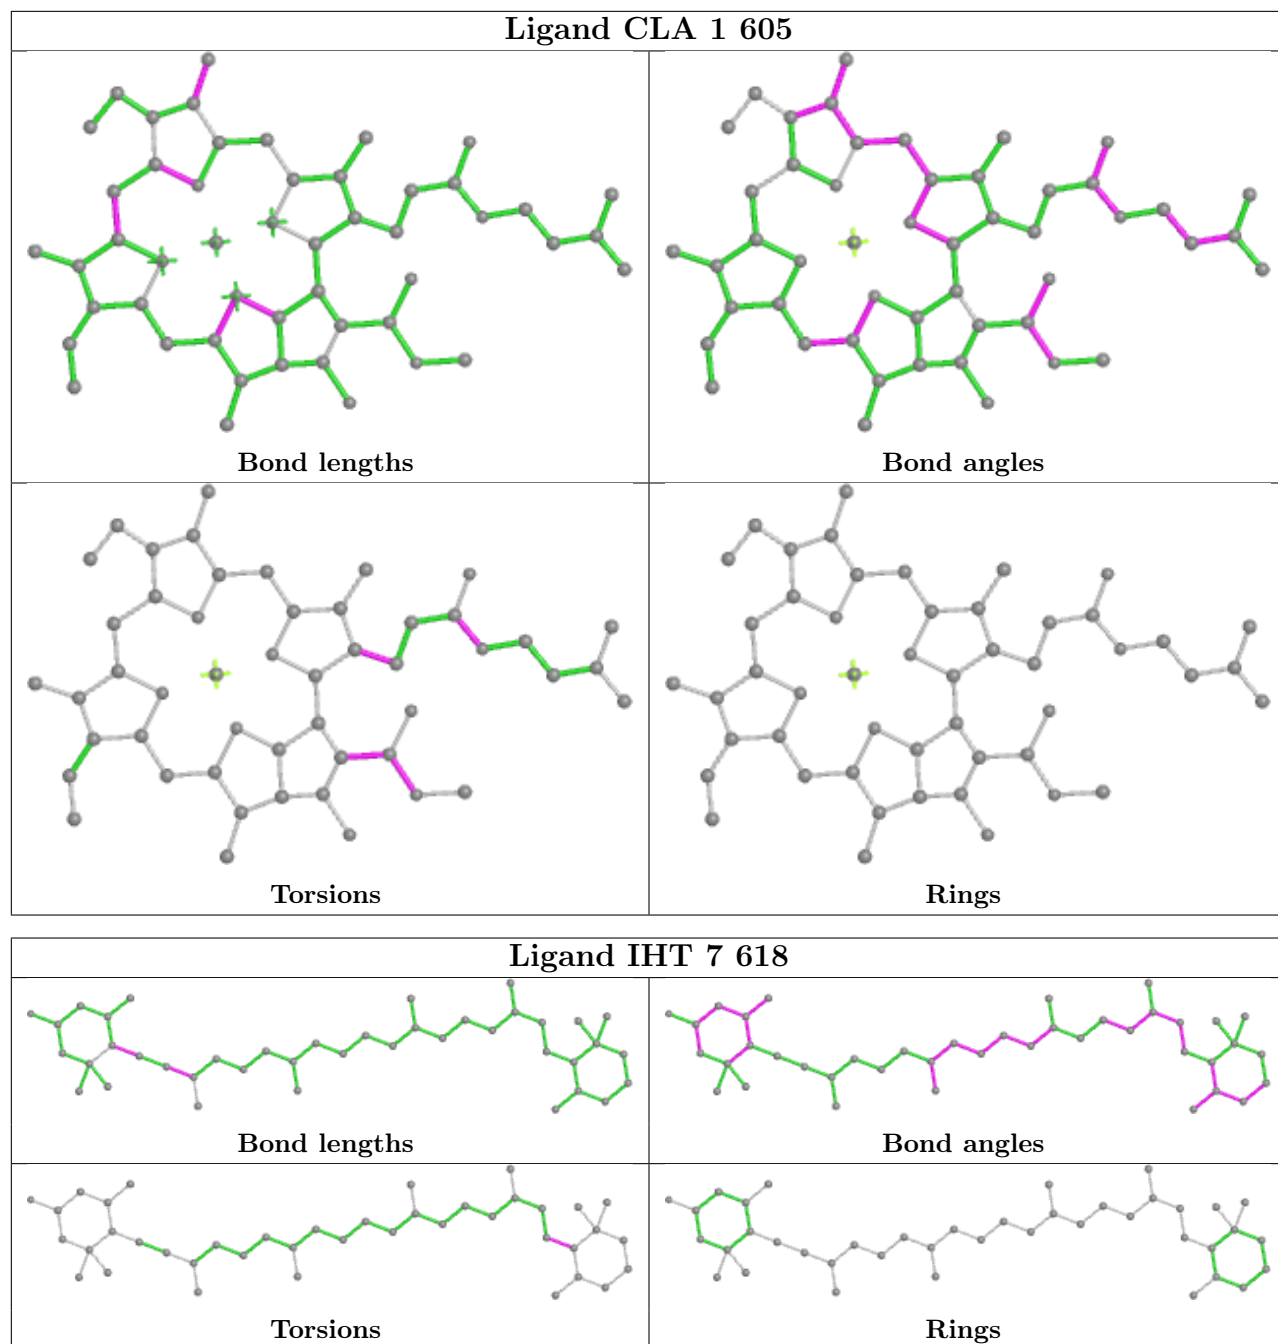 Ligand CLA 1 605
Bond lengths
Bond angles
Torsions
Rings
Ligand IHT 7 618
Bond lengths
Bond angles
Torsions
Rings